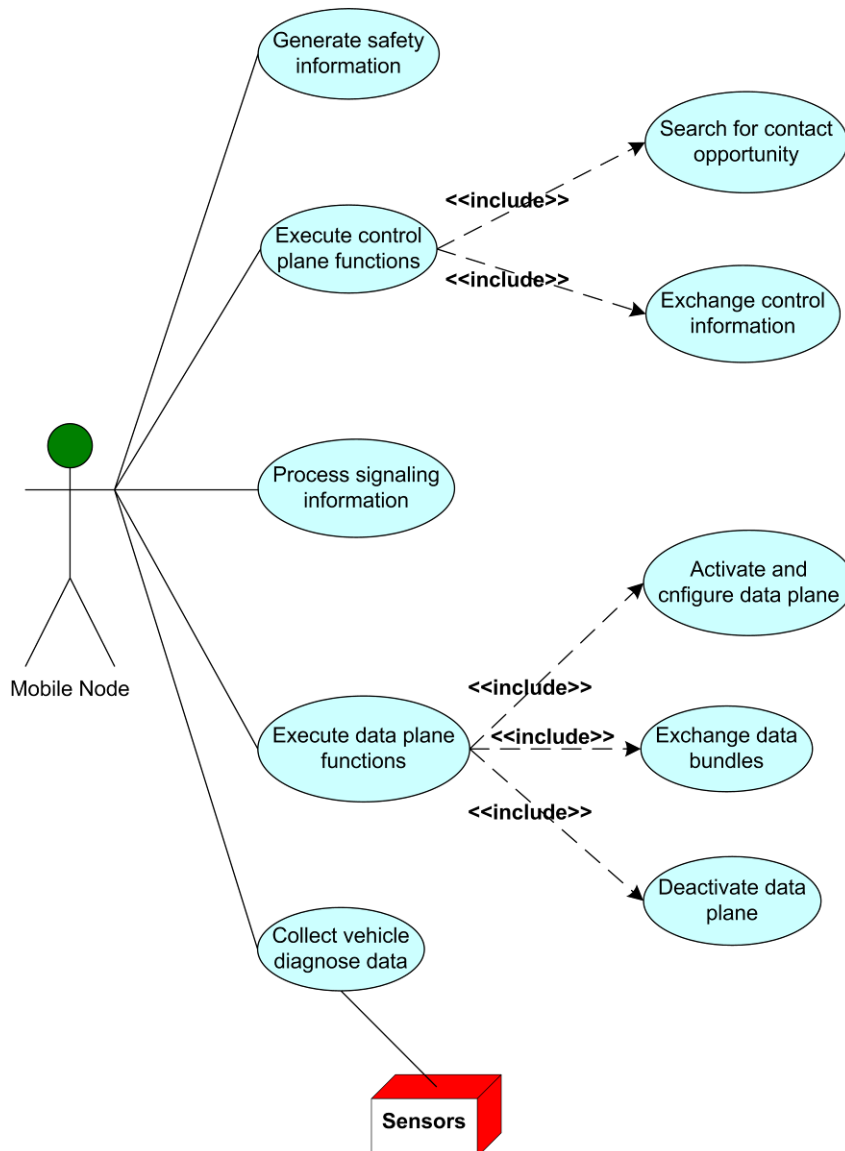 Generate safety
information
Search for contact
opportunity
<<include>>
Execute control
plane functions
<<include>>
Exchange control
information
Process signaling
information
Mobile Node
Activate and
cnfigure data plane
<<include>>
Execute data plane
functions
<<include>>
Exchange data
bundles
<<include>>
Deactivate data
plane
Collect vehicle
diagnose data
Sensors